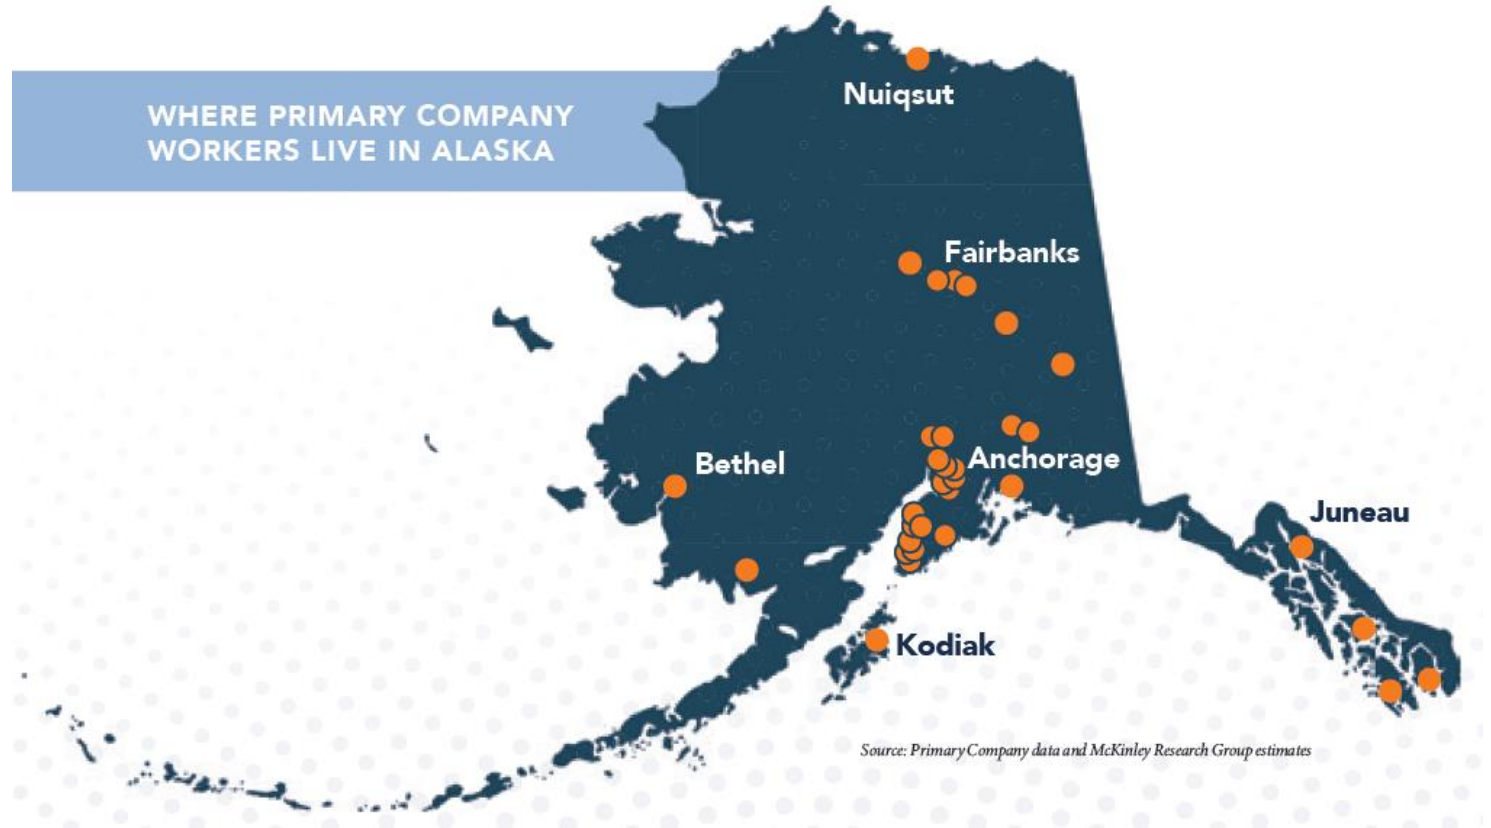 WHERE PRIMARY COMPANY
WORKERS LIVE IN ALASKA
Nuiqsut
Fairbanks
Bethel
Anchorage
Juneau
Kodiak
Source: Primary Company data and McKinley Research Group estimates